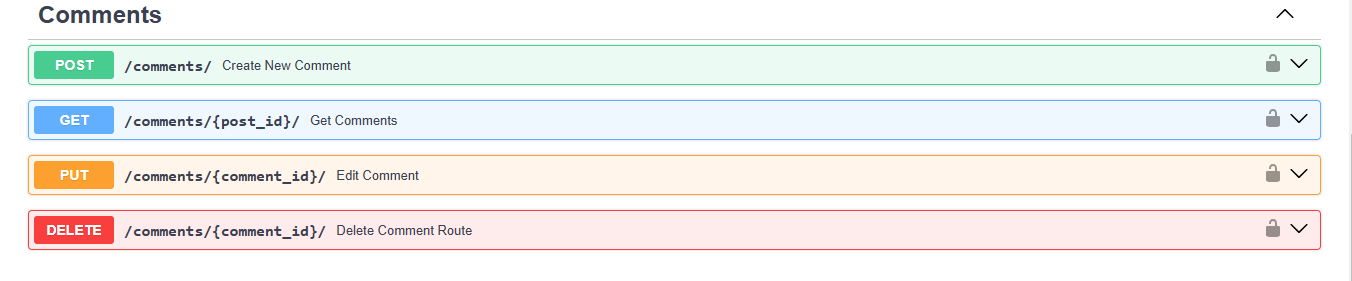 Comments
POST /comments/ Create New Comment
GET /comments/{post_id}/ Get Comments
PUT /comments/{comment_id}/ Edit Comment
DELETE /comments/{comment_id}/ Delete Comment Route